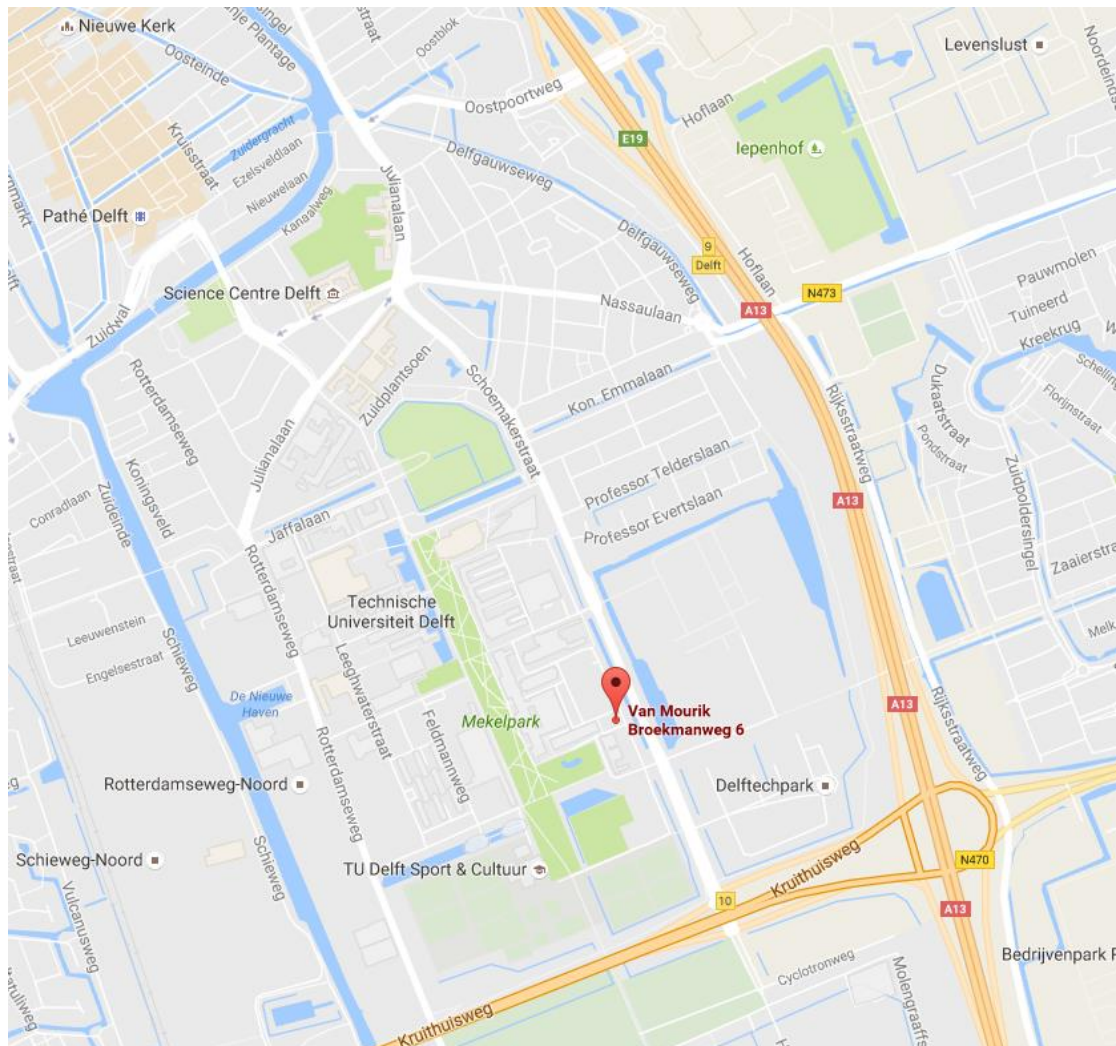 Nieuwe Kerk
Oosteinde
Oostblok
Oostpoortweg
Levenslust
Hoflaan
E19
Iepenhof
Kruisstraat
Zuidergracht
Ezelsveldlaan
Nieuwelaan
Kanaalweg
Julianalaan
Delfgauwseweg
Pathé Delft
Delfgauwseweg
9
Delft
Hoflaan
Pauwmolen
Science Centre Delft
Nassaulaan
N473
A13
Tuineerd
Kreekrug
Zuidwal
Rotterdamseweg
Zuidplantsoen
Schoemakerstraat
Kon. Emmalaan
Rijksstraatweg
Dukaatstraat
Pondstraat
Florijnstraat
Julianalaan
Koningsveld
Professor Telderslaan
Zuidpoldersingel
Conradlaan
Zuideinde
A13
Professor Evertslaan
Jaffalaan
Rotterdamseweg
Technische
Universiteit Delft
Leeuwenstein
Engelsestraat
Schieweg
De Nieuwe
Haven
Leeghwaterstraat
Feldmannweg
Mekelpark
Van Mourik
Broekmanweg 6
A13
Rijksstraatweg
Rotterdamseweg-Noord
Rotterdamseweg
Delftechpark
Schieweg
Schieweg-Noord
Vulcanusweg
TU Delft Sport & Cultuur
Kruithuisweg
N470
10
A13
Cyclotronweg
Bedrijvenpark
Kruithuisweg